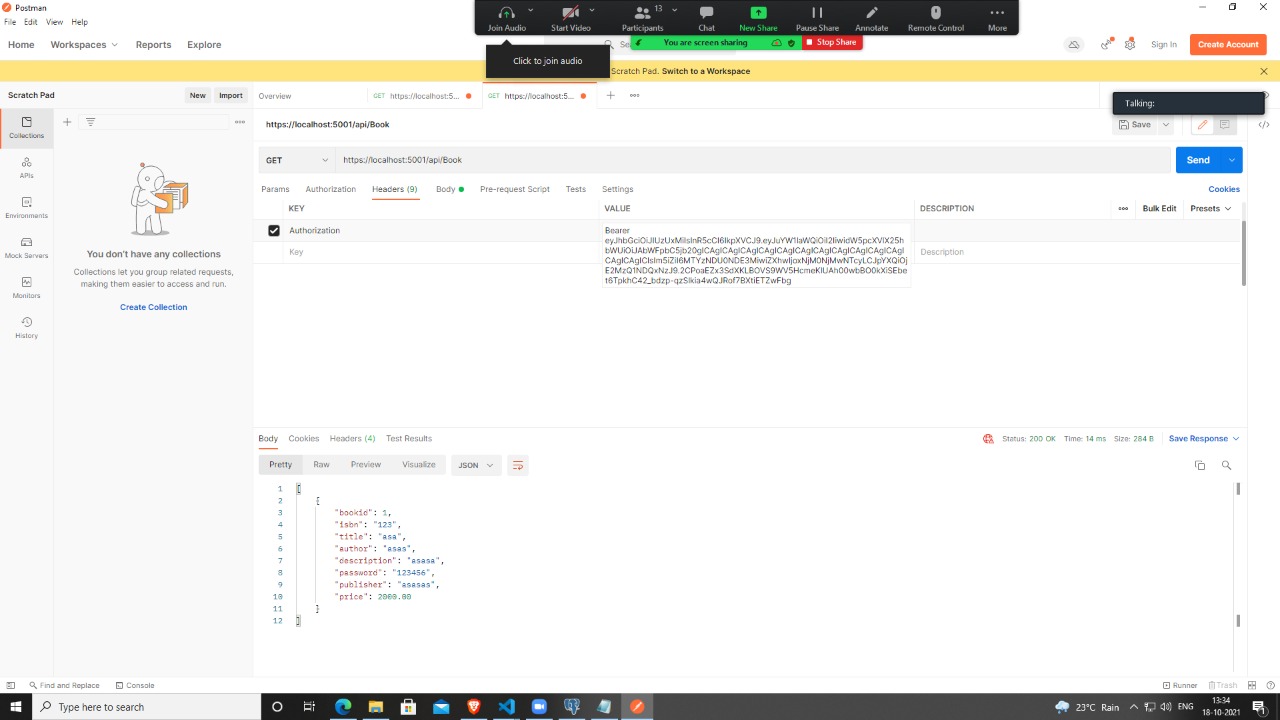 Postman
File Edit View Help
Join Audio
Start Video
13
Participants
Chat
New Share
Pause Share
Annotate
Remote Control
More
You are screen sharing
Stop Share
Click to join audio
Home Workspaces Reports Explore
Sign In
Create Account
Scratch Pad. Switch to a Workspace
Scratch Pad
New
Import
Overview
GET https://localhost:5...
GET https://localhost:5...
Talking:
Collections
APIs
Environments
Mock Servers
Monitors
History
You don't have any collections
Collections let you group related requests,
making them easier to access and run.
Create Collection
https://localhost:5001/api/Book
Save
GET
https://localhost:5001/api/Book
Send
Params Authorization Headers (9) Body Pre-request Script Tests Settings
Cookies
KEY VALUE DESCRIPTION
Bulk Edit
Presets
Authorization
Bearer
Key
Description
Body Cookies Headers (4) Test Results
Status: 200 OK Time: 14 ms Size: 284 B
Save Response
Pretty Raw Preview Visualize JSON
1 [
2 {
3 "bookid": 1,
4 "isbn": "123",
5 "title": "asa",
6 "author": "asas",
7 "description": "asasa",
8 "password": "123456",
9 "publisher": "asasas",
10 "price": 2000.00
11 }
12 ]
Find and Replace
Console
Runner
Trash
Type here to search
23°C Rain
ENG
13:34
18-10-2021